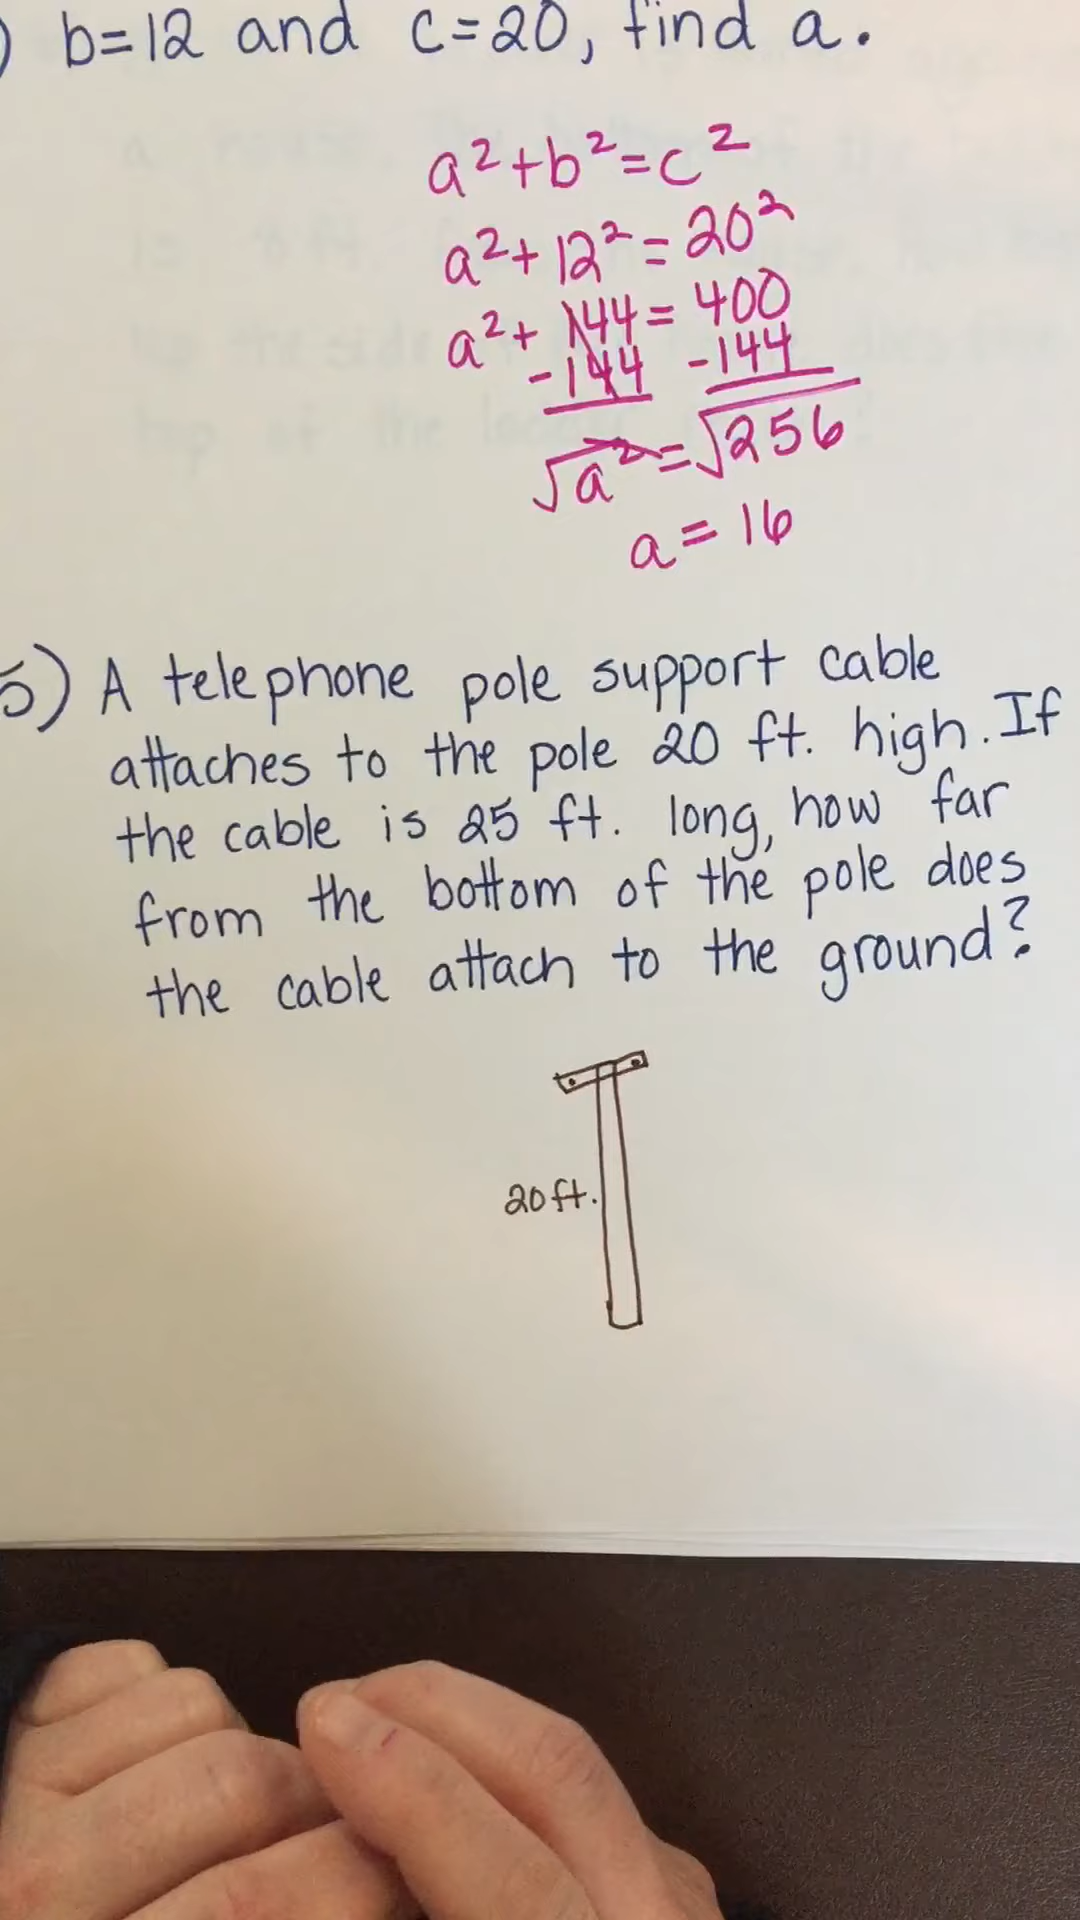 ) b=12 and c=20, find a.
a²+b²=c²
a²+12²=20²
a²+144=400
-144 -144
√a²=√256
a=16
5) A telephone pole support cable
attaches to the pole 20 ft. high. If
the cable is 25 ft. long, how far
from the bottom of the pole does
the cable attach to the ground?
20ft.